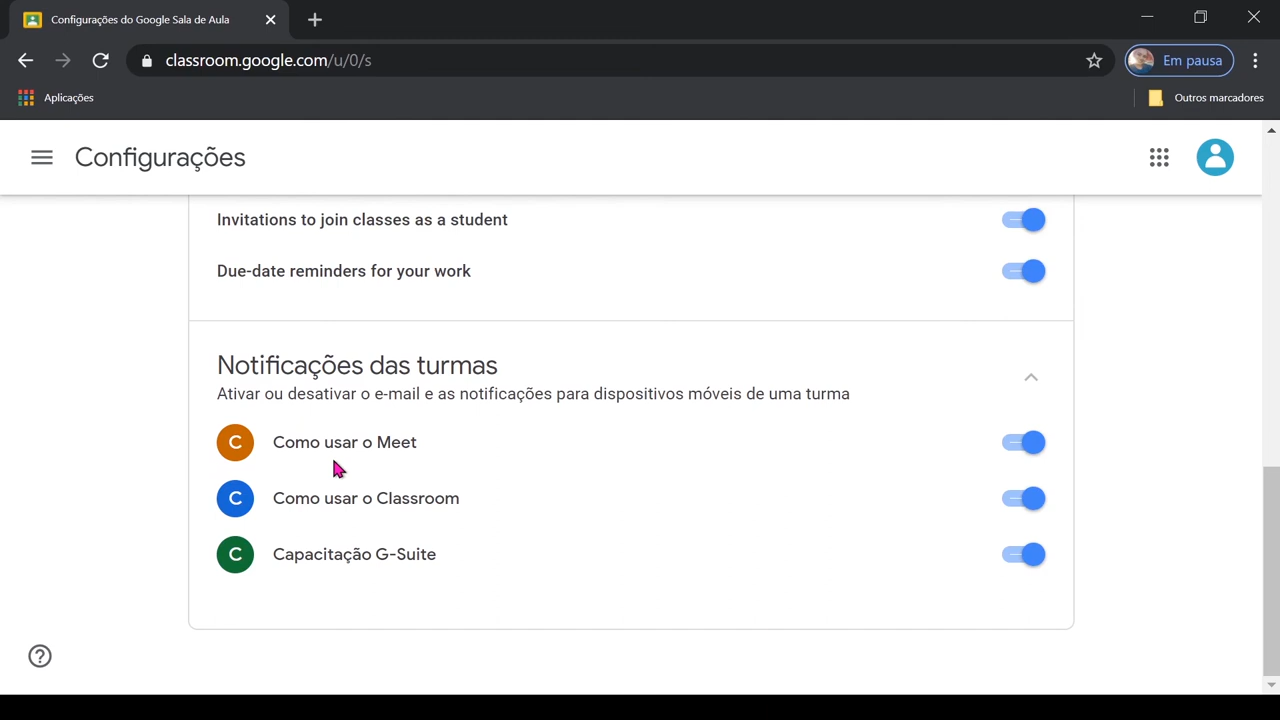 Configurações do Google Sala de Aula
classroom.google.com/u/0/s
Em pausa
Aplicações
Outros marcadores
Configurações
Invitations to join classes as a student
Due-date reminders for your work
Notificações das turmas
Ativar ou desativar o e-mail e as notificações para dispositivos móveis de uma turma
C Como usar o Meet
C Como usar o Classroom
C Capacitação G-Suite
?